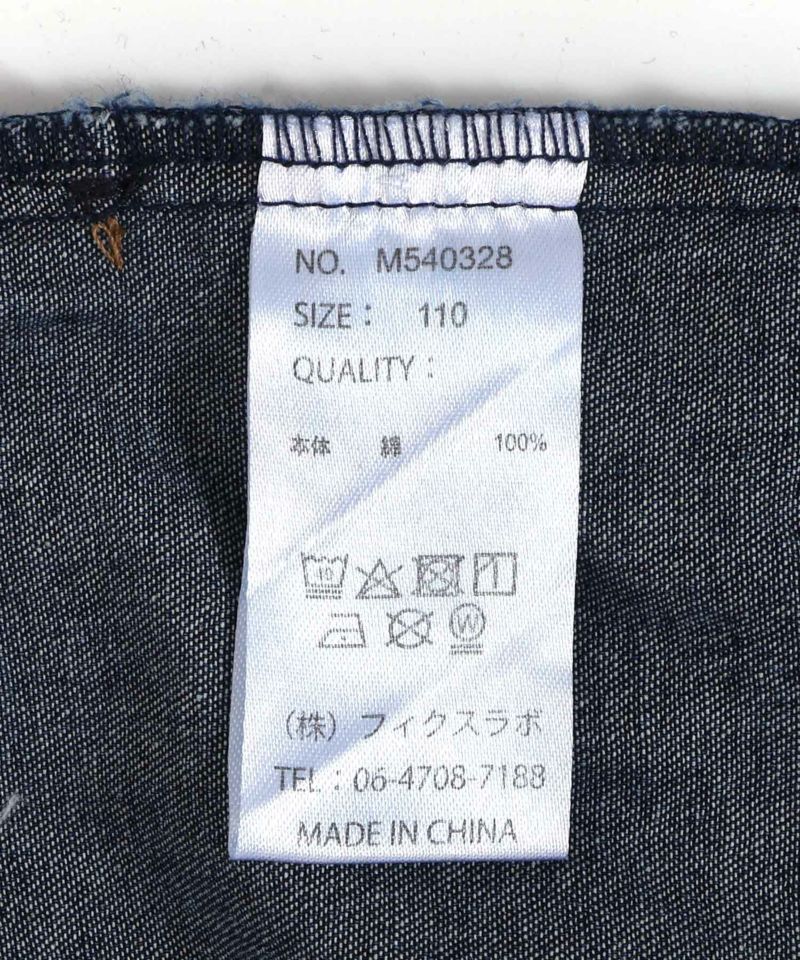 NO. M540328
SIZE : 110
QUALITY :
本体 綿 100%
10
W
(株) フィクスラボ
TEL : 06-4708-7188
MADE IN CHINA